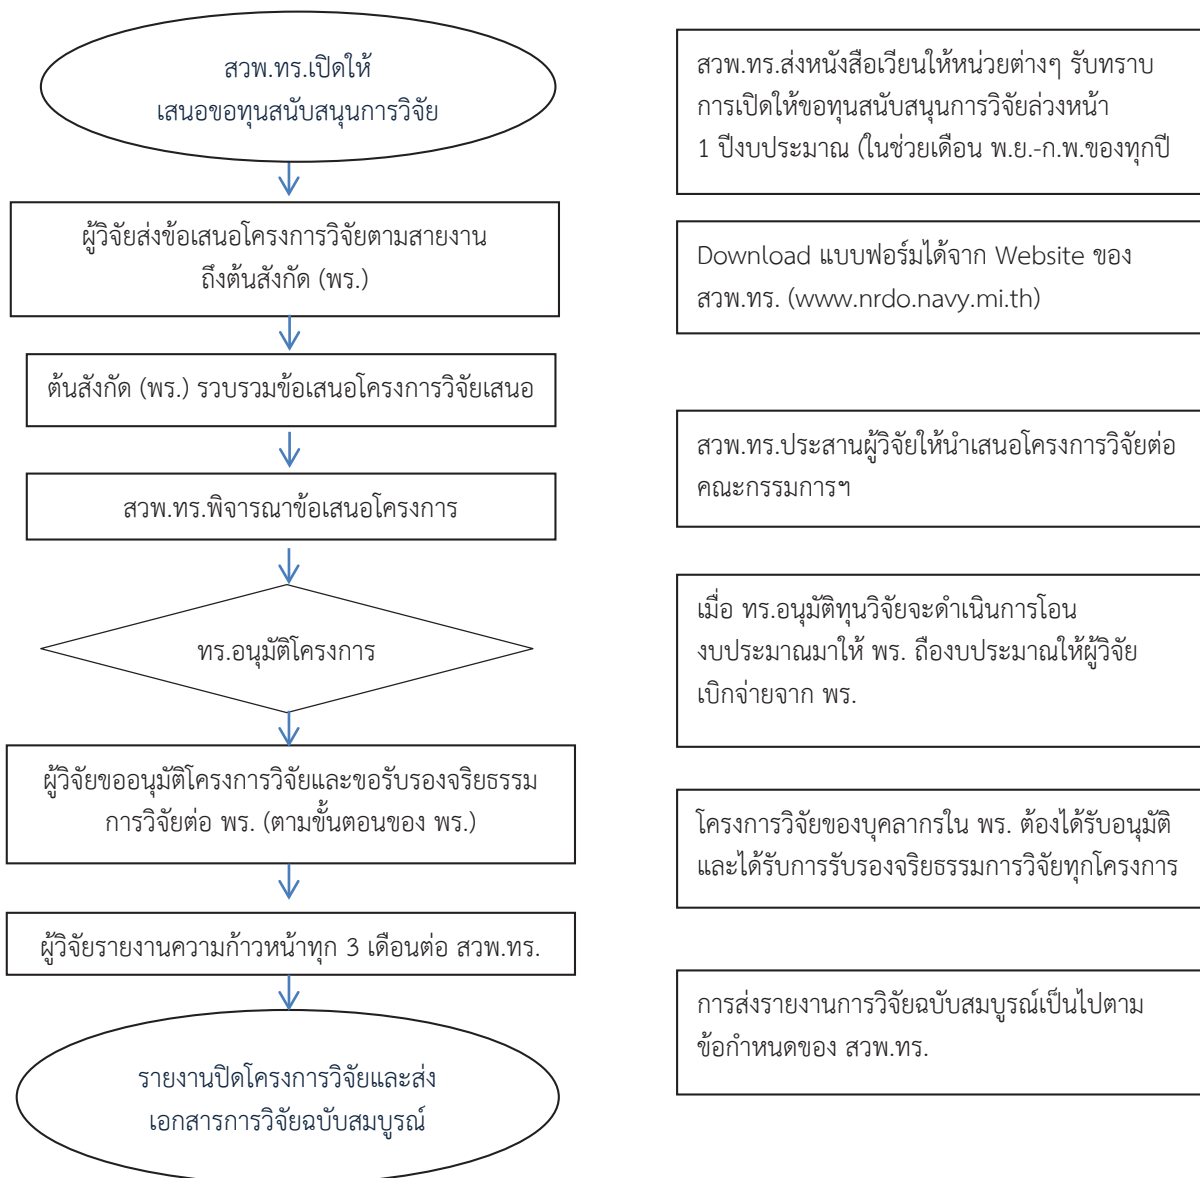 สวพ.ทร.เปิดให้
เสนอขอทุนสนับสนุนการวิจัย
สวพ.ทร.ส่งหนังสือเวียนให้หน่วยต่างๆ รับทราบ
การเปิดให้ขอทุนสนับสนุนการวิจัยล่วงหน้า
1 ปีงบประมาณ (ในช่วยเดือน พ.ย.-ก.พ.ของทุกปี
ผู้วิจัยส่งข้อเสนอโครงการวิจัยตามสายงาน
ถึงต้นสังกัด (พร.)
Download แบบฟอร์มได้จาก Website ของ
สวพ.ทร. (www.nrdo.navy.mi.th)
ต้นสังกัด (พร.) รวบรวมข้อเสนอโครงการวิจัยเสนอ
สวพ.ทร.พิจารณาข้อเสนอโครงการ
สวพ.ทร.ประสานผู้วิจัยให้นำเสนอโครงการวิจัยต่อ
คณะกรรมการฯ
ทร.อนุมัติโครงการ
เมื่อ ทร.อนุมัติทุนวิจัยจะดำเนินการโอน
งบประมาณมาให้ พร. ถืองบประมาณให้ผู้วิจัย
เบิกจ่ายจาก พร.
ผู้วิจัยขออนุมัติโครงการวิจัยและขอรับรองจริยธรรม
การวิจัยต่อ พร. (ตามขั้นตอนของ พร.)
โครงการวิจัยของบุคลากรใน พร. ต้องได้รับอนุมัติ
และได้รับการรับรองจริยธรรมการวิจัยทุกโครงการ
ผู้วิจัยรายงานความก้าวหน้าทุก 3 เดือนต่อ สวพ.ทร.
การส่งรายงานการวิจัยฉบับสมบูรณ์เป็นไปตาม
ข้อกำหนดของ สวพ.ทร.
รายงานปิดโครงการวิจัยและส่ง
เอกสารการวิจัยฉบับสมบูรณ์